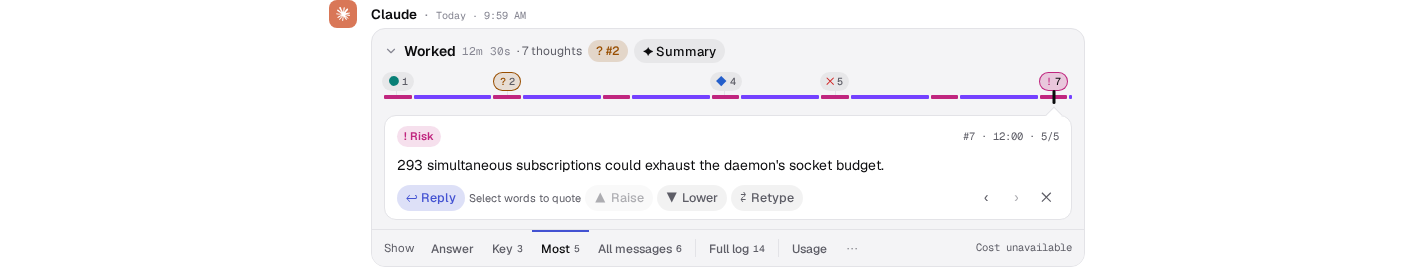 Claude · Today · 9:59 AM
Worked 12m 30s · 7 thoughts ? #2 Summary
1 ? 2 4 5 ! 7
! Risk #7 · 12:00 · 5/5
293 simultaneous subscriptions could exhaust the daemon's socket budget.
Reply Select words to quote Raise Lower Retype
Show Answer Key 3 Most 5 All messages 6 Full log 14 Usage ··· Cost unavailable